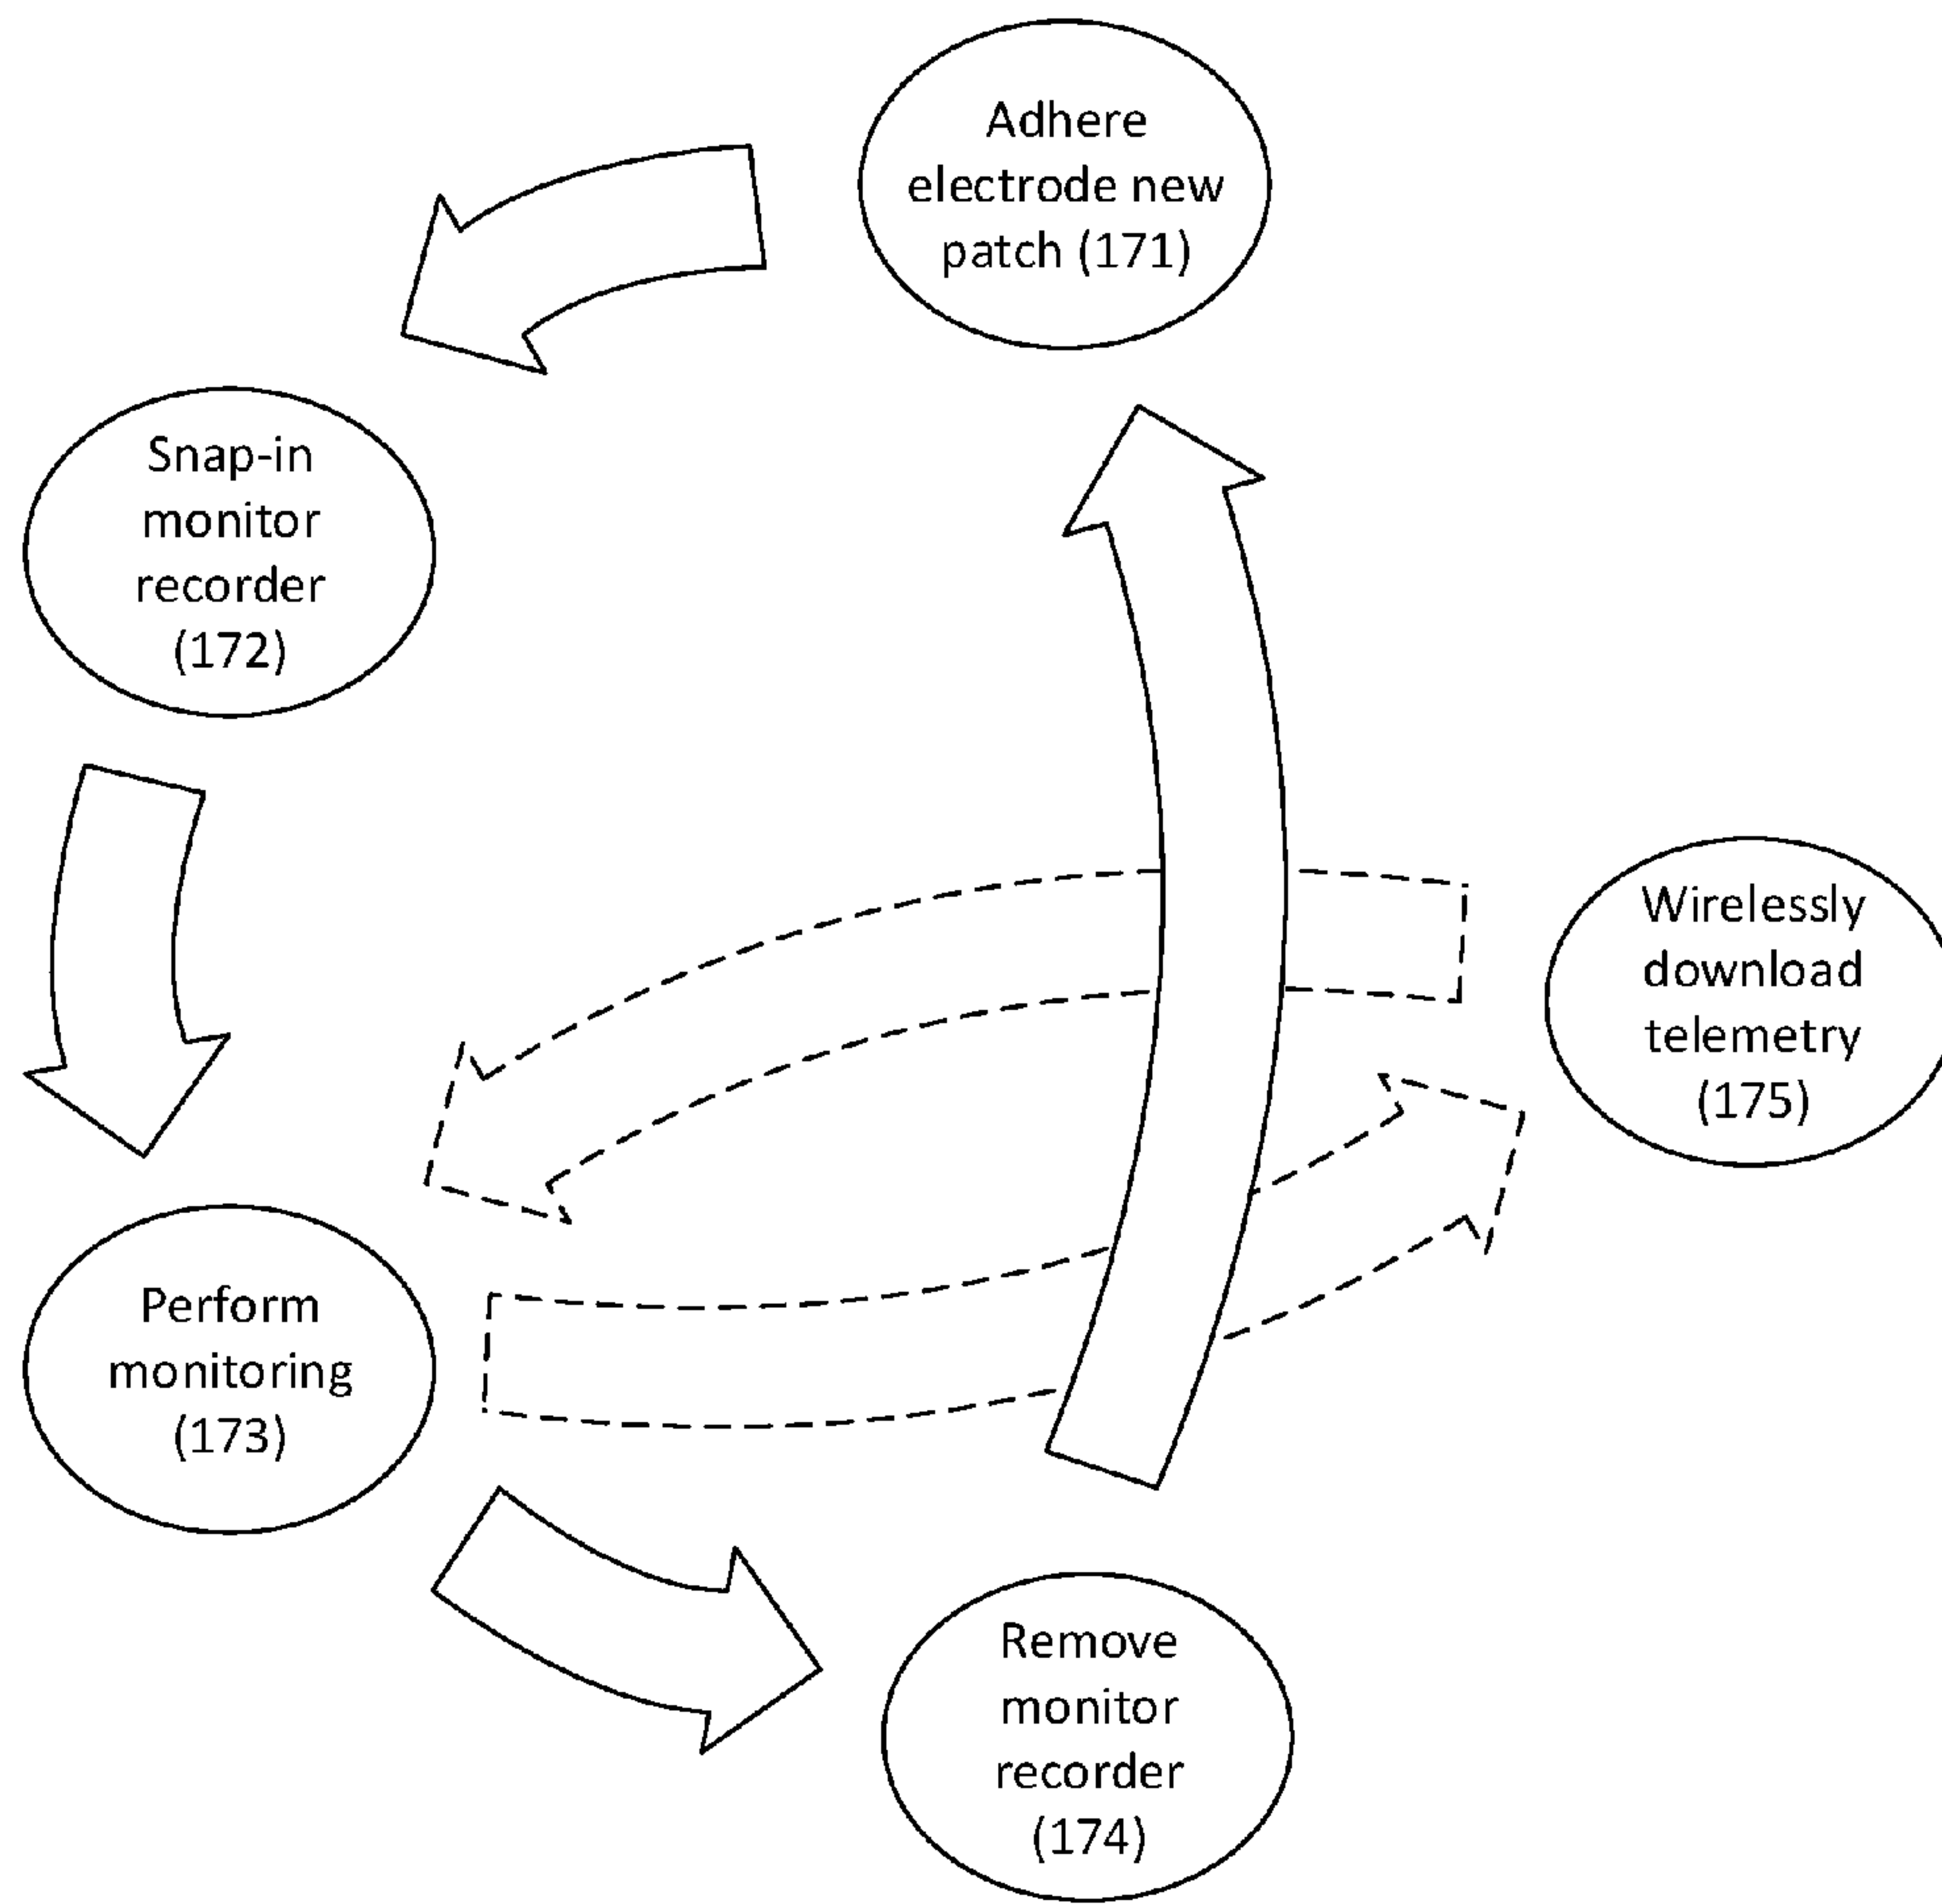 Adhere
electrode new
patch (171)
Snap-in
monitor
recorder
(172)
Wirelessly
download
telemetry
(175)
Perform
monitoring
(173)
Remove
monitor
recorder
(174)